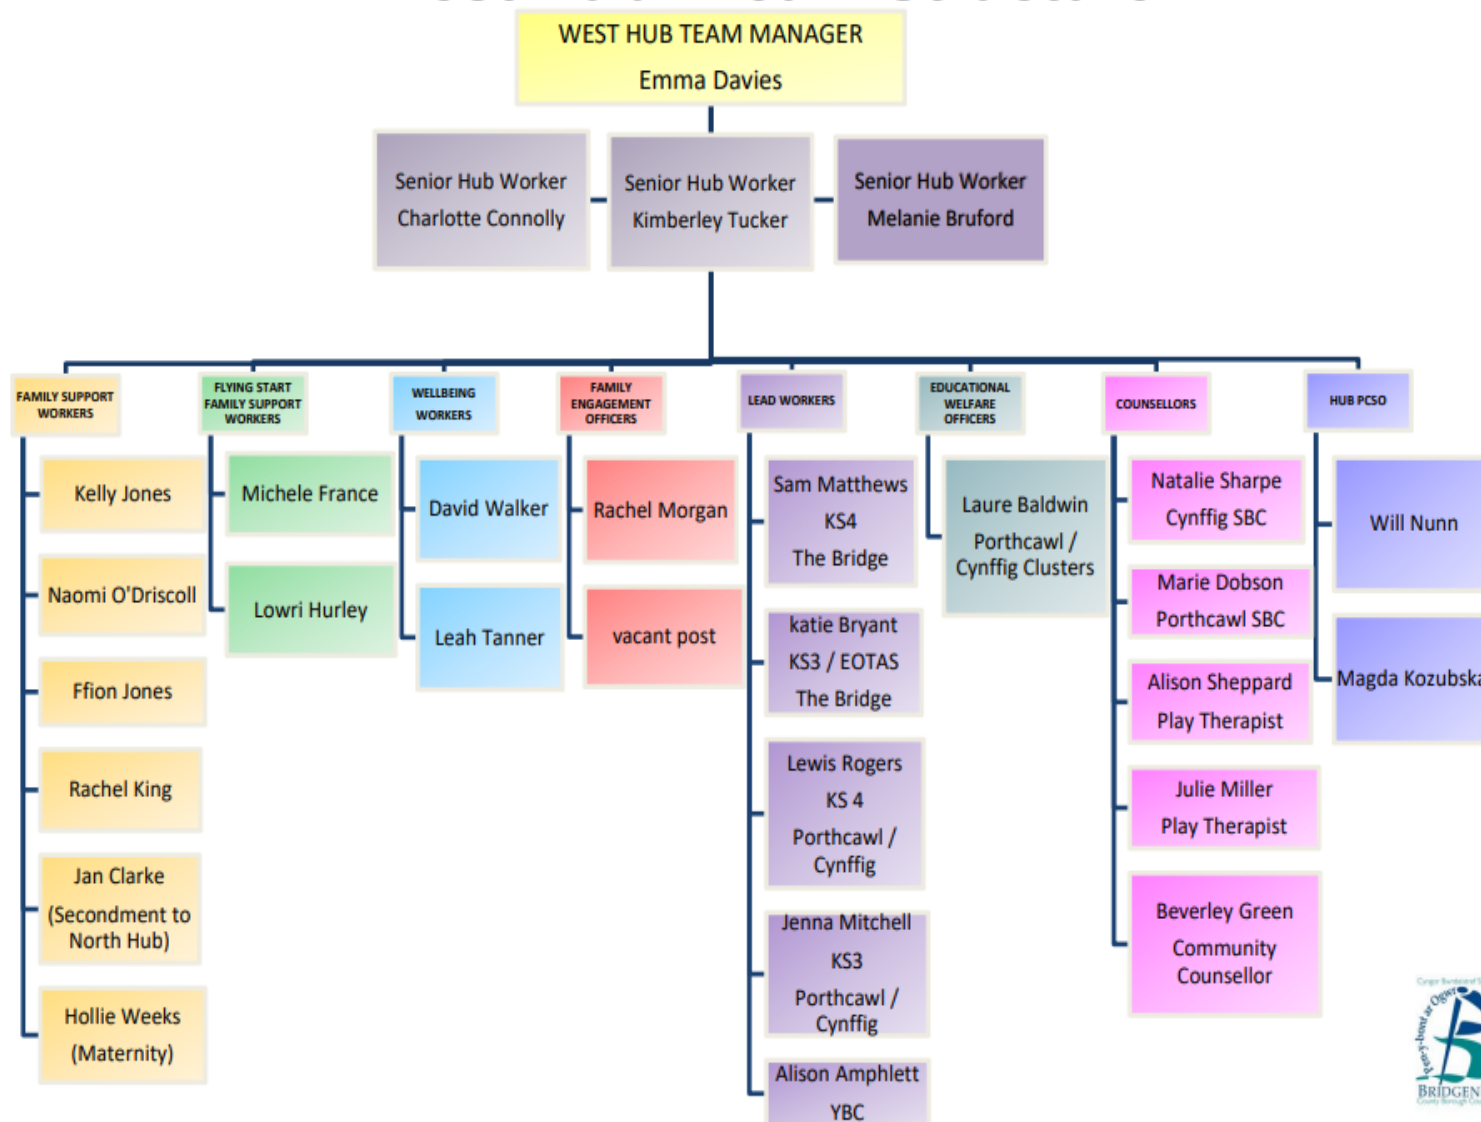 WEST HUB TEAM MANAGER
Emma Davies
Senior Hub Worker
Charlotte Connolly
Senior Hub Worker
Kimberley Tucker
Senior Hub Worker
Melanie Bruford
FAMILY SUPPORT
WORKERS
Kelly Jones
Naomi O'Driscoll
Ffion Jones
Rachel King
Jan Clarke
(Secondment to
North Hub)
Hollie Weeks
(Maternity)
FLYING START
FAMILY SUPPORT
WORKERS
Michele France
Lowri Hurley
WELLBEING
WORKERS
David Walker
Leah Tanner
FAMILY
ENGAGEMENT
OFFICERS
Rachel Morgan
vacant post
LEAD WORKERS
Sam Matthews
KS4
The Bridge
katie Bryant
KS3 / EOTAS
The Bridge
Lewis Rogers
KS 4
Porthcawl /
Cynffig
Jenna Mitchell
KS3
Porthcawl /
Cynffig
Alison Amphlett
YBC
EDUCATIONAL
WELFARE
OFFICERS
Laure Baldwin
Porthcawl /
Cynffig Clusters
COUNSELLORS
Natalie Sharpe
Cynffig SBC
Marie Dobson
Porthcawl SBC
Alison Sheppard
Play Therapist
Julie Miller
Play Therapist
Beverley Green
Community
Counsellor
HUB PCSO
Will Nunn
Magda Kozubska
BRIDGEN